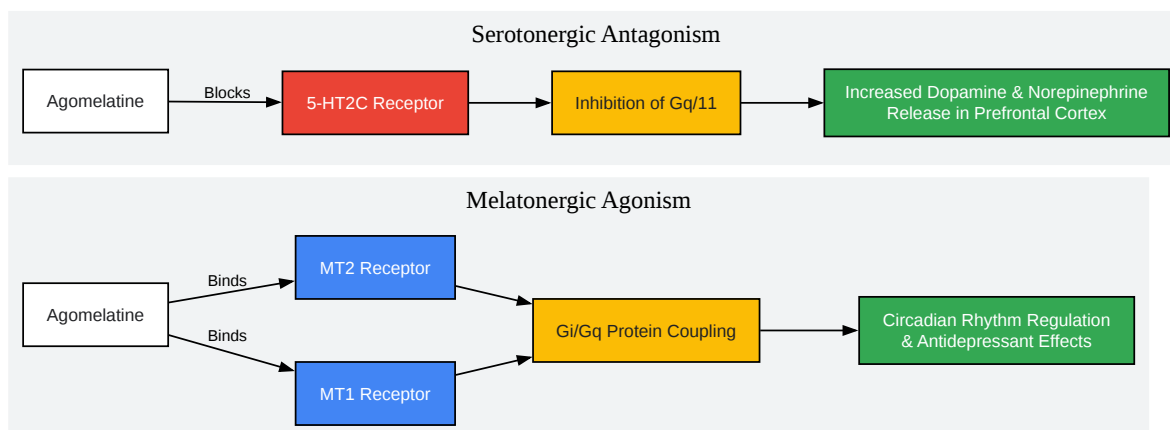 Serotonergic Antagonism
Agomelatine
Blocks
5-HT2C Receptor
Inhibition of Gq/11
Increased Dopamine & Norepinephrine
Release in Prefrontal Cortex
Melatonergic Agonism
Agomelatine
Binds
MT2 Receptor
Binds
MT1 Receptor
Gi/Gq Protein Coupling
Circadian Rhythm Regulation
& Antidepressant Effects